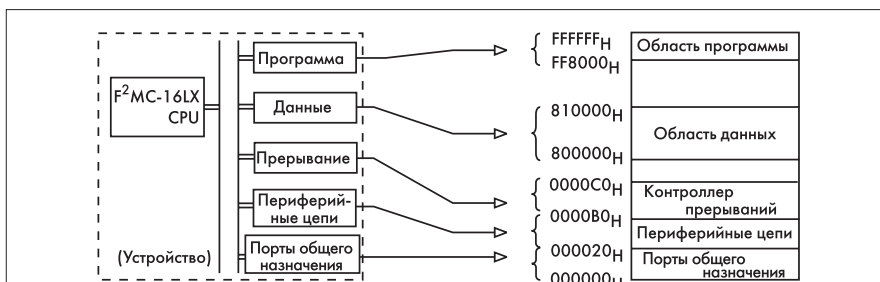 F²MC-16LX
CPU
(Устройство)
Программа
Данные
Прерывание
Периферий-
ные цепи
Порты общего
назначения
FFFFFFH
FF8000H
810000H
800000H
0000C0H
0000B0H
000020H
000000H
Область программы
Область данных
Контроллер
прерываний
Периферийные цепи
Порты общего
назначения